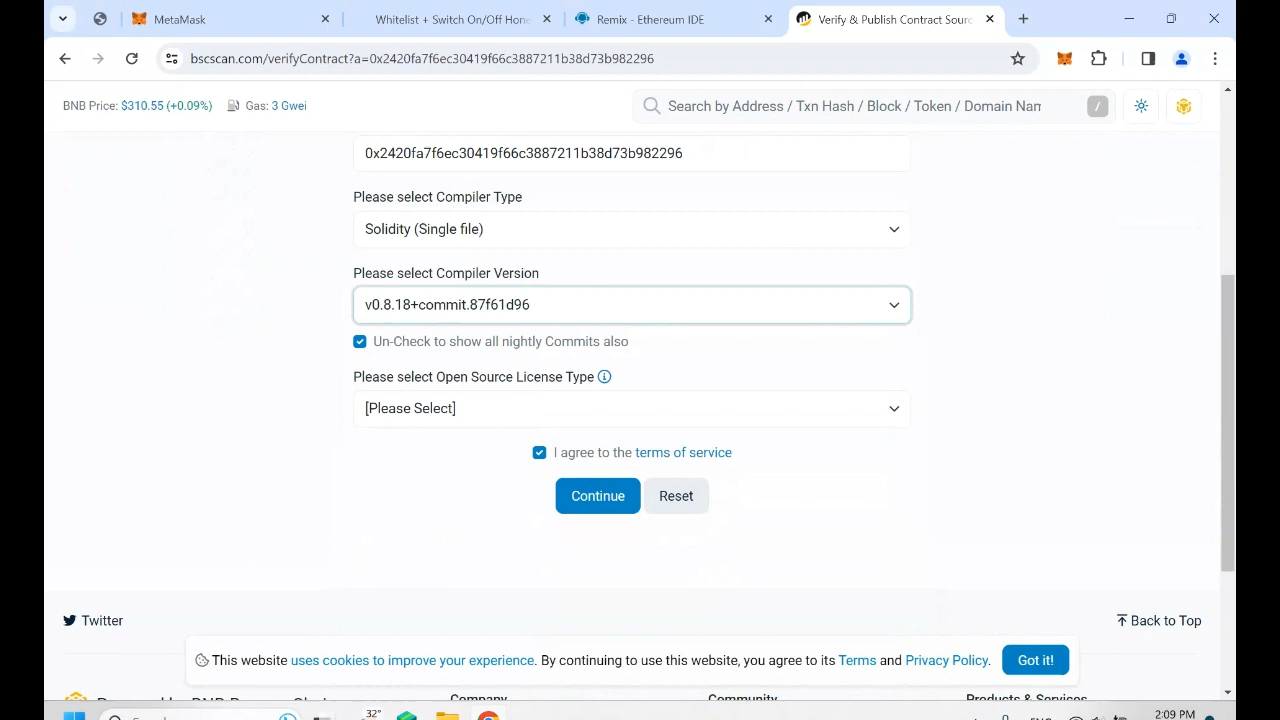 MetaMask
Whitelist + Switch On/Off Hone
Remix - Ethereum IDE
Verify & Publish Contract Sourc
bscscan.com/verifyContract?a=0x2420fa7f6ec30419f66c3887211b38d73b982296
BNB Price: $310.55 (+0.09%)
Gas: 3 Gwei
Search by Address / Txn Hash / Block / Token / Domain Nam
/
0x2420fa7f6ec30419f66c3887211b38d73b982296
Please select Compiler Type
Solidity (Single file)
Please select Compiler Version
v0.8.18+commit.87f61d96
Un-Check to show all nightly Commits also
Please select Open Source License Type
[Please Select]
I agree to the terms of service
Continue
Reset
Twitter
Back to Top
This website uses cookies to improve your experience. By continuing to use this website, you agree to its Terms and Privacy Policy.
Got it!
Company
Community
Products & Services
32°
2:09 PM